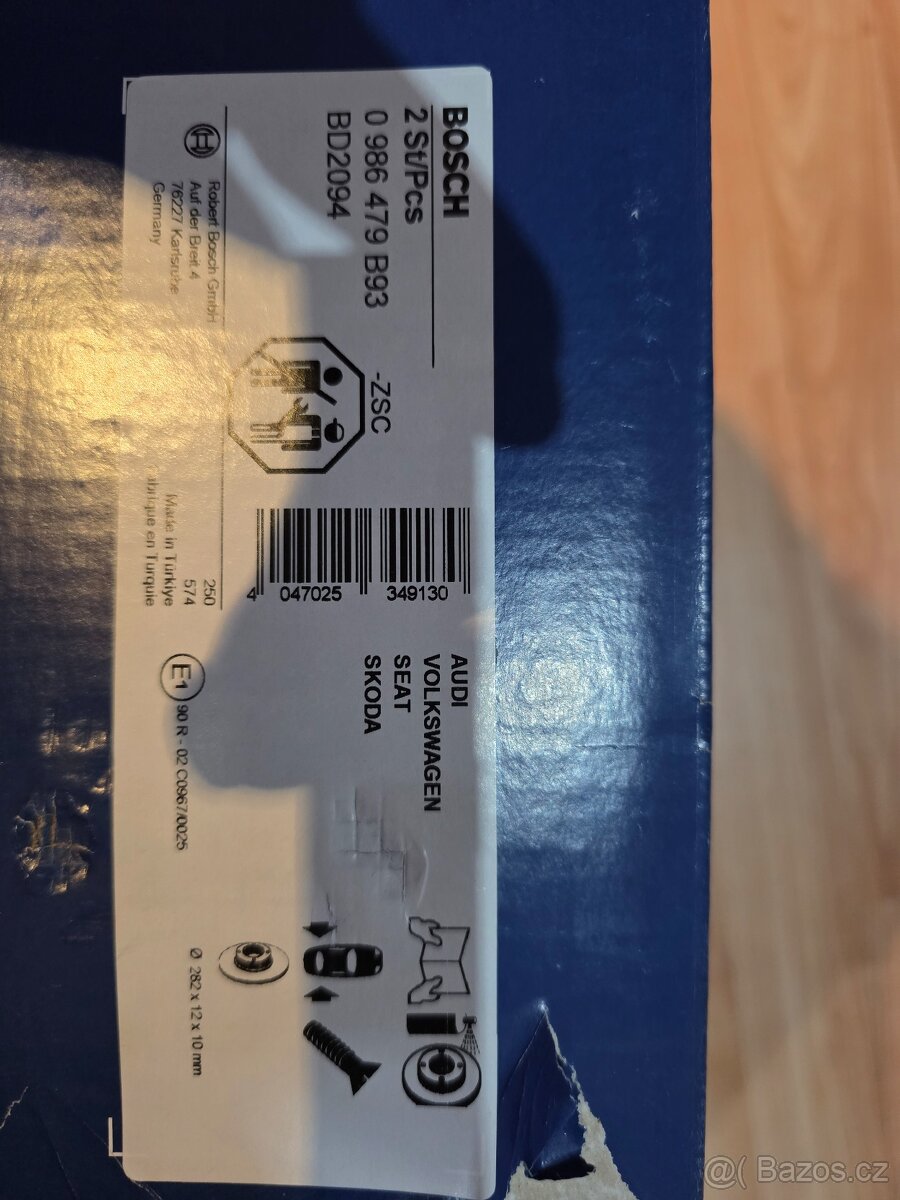 BOSCH
2 St/Pcs
0 986 479 B93
BD2094
-ZSC
Robert Bosch GmbH
Auf der Breit 4
76227 Karlsruhe
Germany
4 047025 349130
250
574
Made in Türkiye
Fabriqué en Turquie
AUDI
VOLKSWAGEN
SEAT
SKODA
E1 90 R - 02 C0967/0025
Ø 282 x 12 x 10 mm
@( Bazos.cz